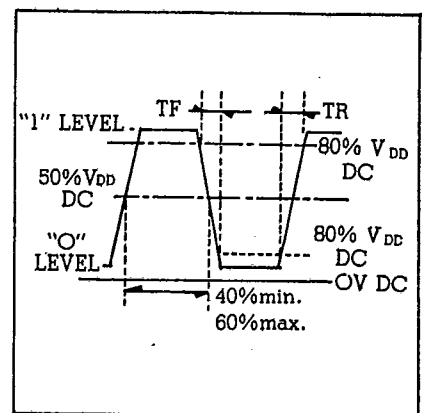 TF
TR
"1" LEVEL
80% VDD
DC
50% VDD
DC
"O"
LEVEL
80% VDD
DC
OV DC
40%min.
60%max.